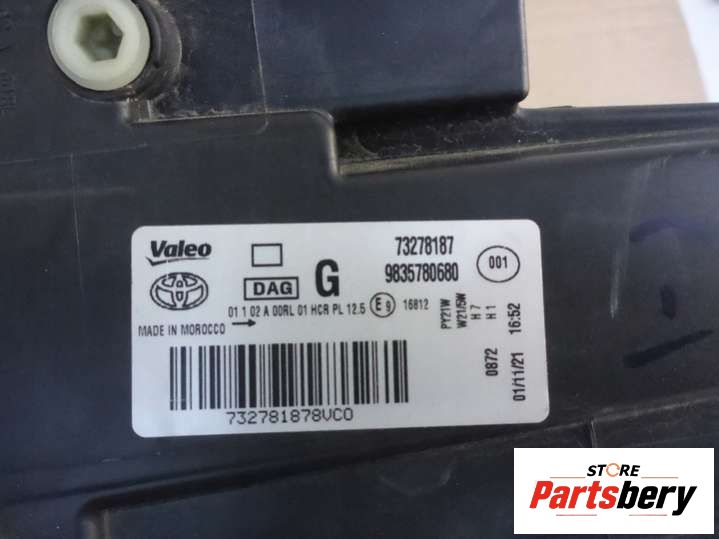 Valeo
73278187
DAG
G
9835780680
001
01 1 02 A 00RL 01 HCR PL 12.5
E9
16812
MADE IN MOROCCO
PY21W
W21/5W
H7
H1
0872
01/11/21 16:52
732781878VC0
STORE
Partsbery